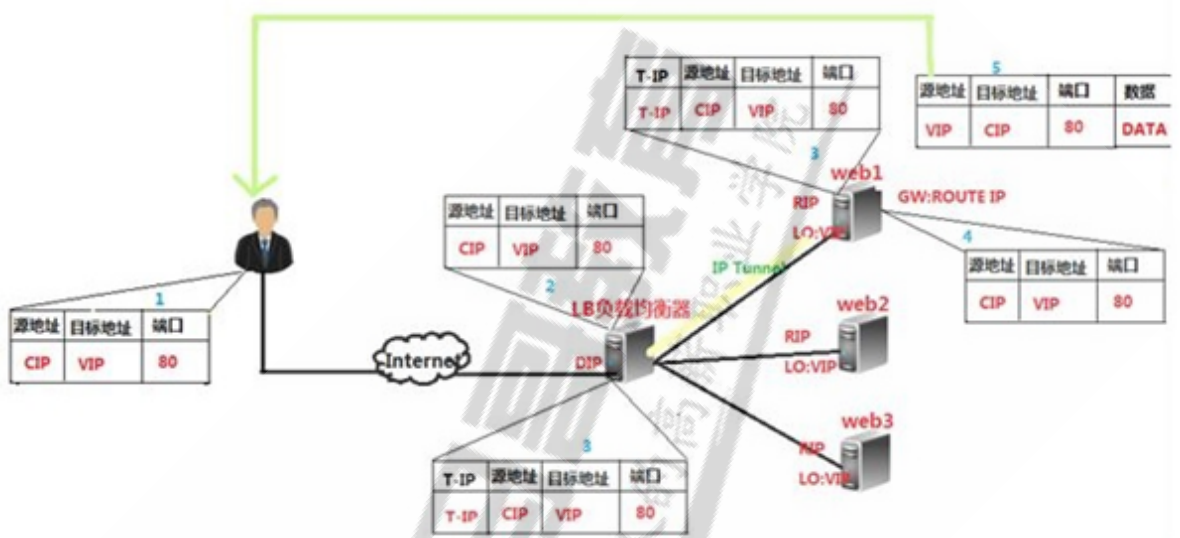 T-IP 源地址 目标地址 端口
T-IP CIP VIP 80
3
5
源地址 目标地址 端口 数据
VIP CIP 80 DATA
web1
RIP
LO:VIP
GW:ROUTE IP
4
源地址 目标地址 端口
CIP VIP 80
源地址 目标地址 端口
CIP VIP 80
2
IP Tunnel
LB负载均衡器
DIP
1
源地址 目标地址 端口
CIP VIP 80
Internet
web2
RIP
LO:VIP
web3
RIP
LO:VIP
3
T-IP 源地址 目标地址 端口
T-IP CIP VIP 80